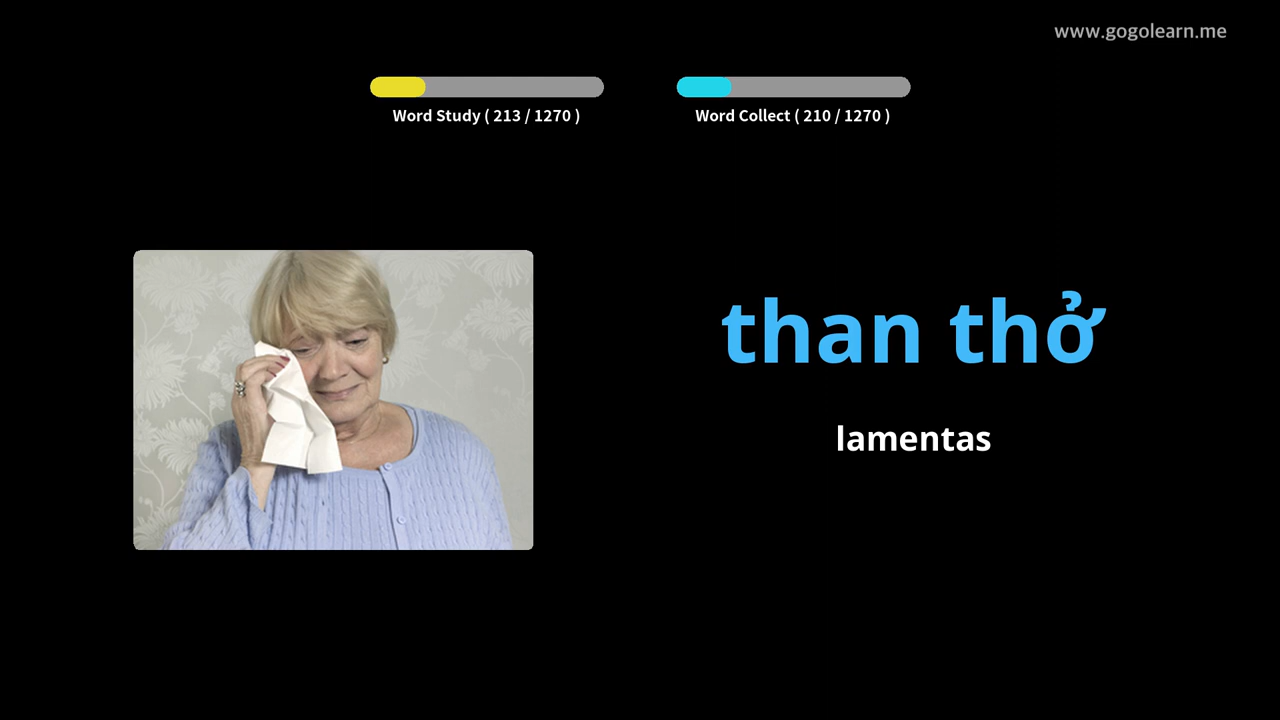 www.gogolearn.me
Word Study ( 213 / 1270 )
Word Collect ( 210 / 1270 )
than thở
lamentas